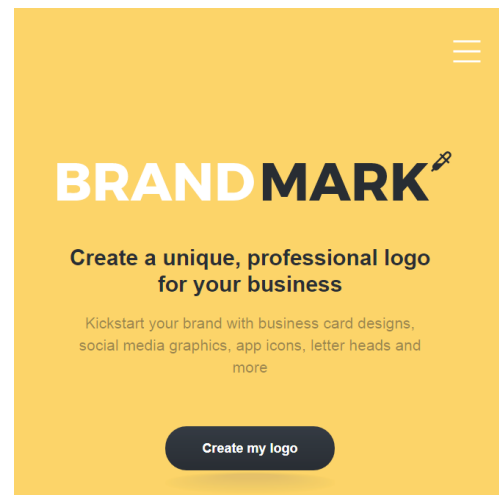 BRANDMARK
Create a unique, professional logo
for your business
Kickstart your brand with business card designs,
social media graphics, app icons, letter heads and
more
Create my logo